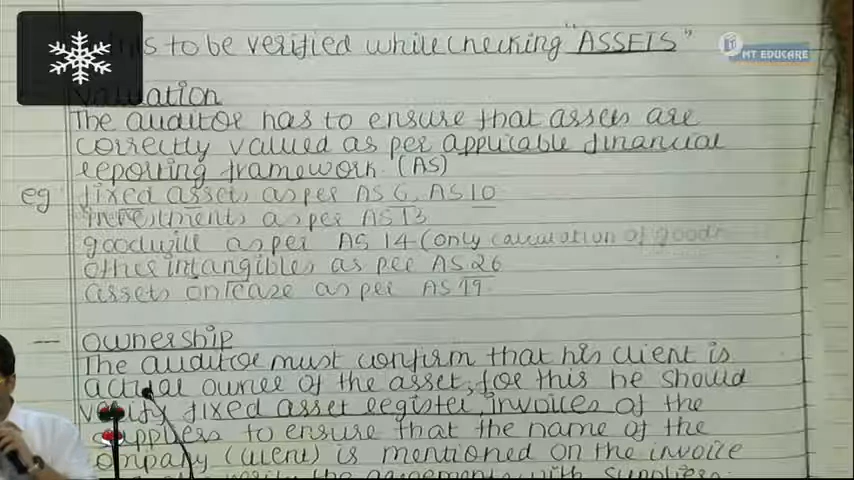 to be verified while checking "ASSETS"
MT EDUCARE
Valuation
The auditor has to ensure that assets are
correctly valued as per applicable financial
reporting framework (AS)
eg fixed assets as per AS 6, AS 10
investments as per AS 13
goodwill as per AS 14 (only calculation of
other intangibles as per AS 26
assets on lease as per AS 19
— ownership
The auditor must confirm that his client is
actual owner of the asset, for this he should
verify fixed asset register, invoices of the
suppliers to ensure that the name of the
company (client) is mentioned on the invoice
verify the agreements with suppliers